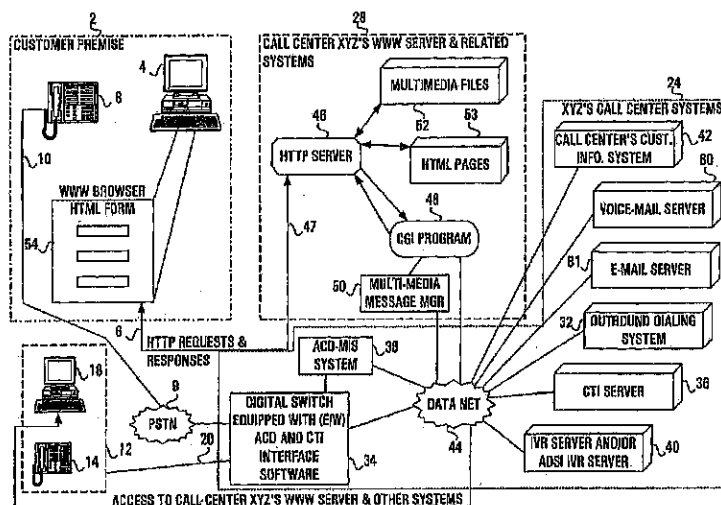 2
CUSTOMER PREMISE
4
8
10
WWW BROWSER
HTML FORM
54
6
HTTP REQUESTS &
RESPONSES
28
CALL CENTER XYZ'S WWW SERVER & RELATED
SYSTEMS
MULTIMEDIA FILES
52
53
46
HTTP SERVER
HTML PAGES
47
48
CGI PROGRAM
50
MULTI-MEDIA
MESSAGE MGR
24
XYZ'S CALL CENTER SYSTEMS
CALL CENTER'S CUST.
INFO. SYSTEM
42
60
VOICE-MAIL SERVER
61
E-MAIL SERVER
32
OUTBOUND DIALING
SYSTEM
CTI SERVER
36
IVR SERVER AND/OR
ADSI IVR SERVER
40
ACD-MIS
SYSTEM
38
DATA NET
44
9
PSTN
DIGITAL SWITCH
EQUIPPED WITH (E/W)
ACD AND CTI
INTERFACE
SOFTWARE
34
18
14
12
20
ACCESS TO CALL-CENTER XYZ'S WWW SERVER & OTHER SYSTEMS